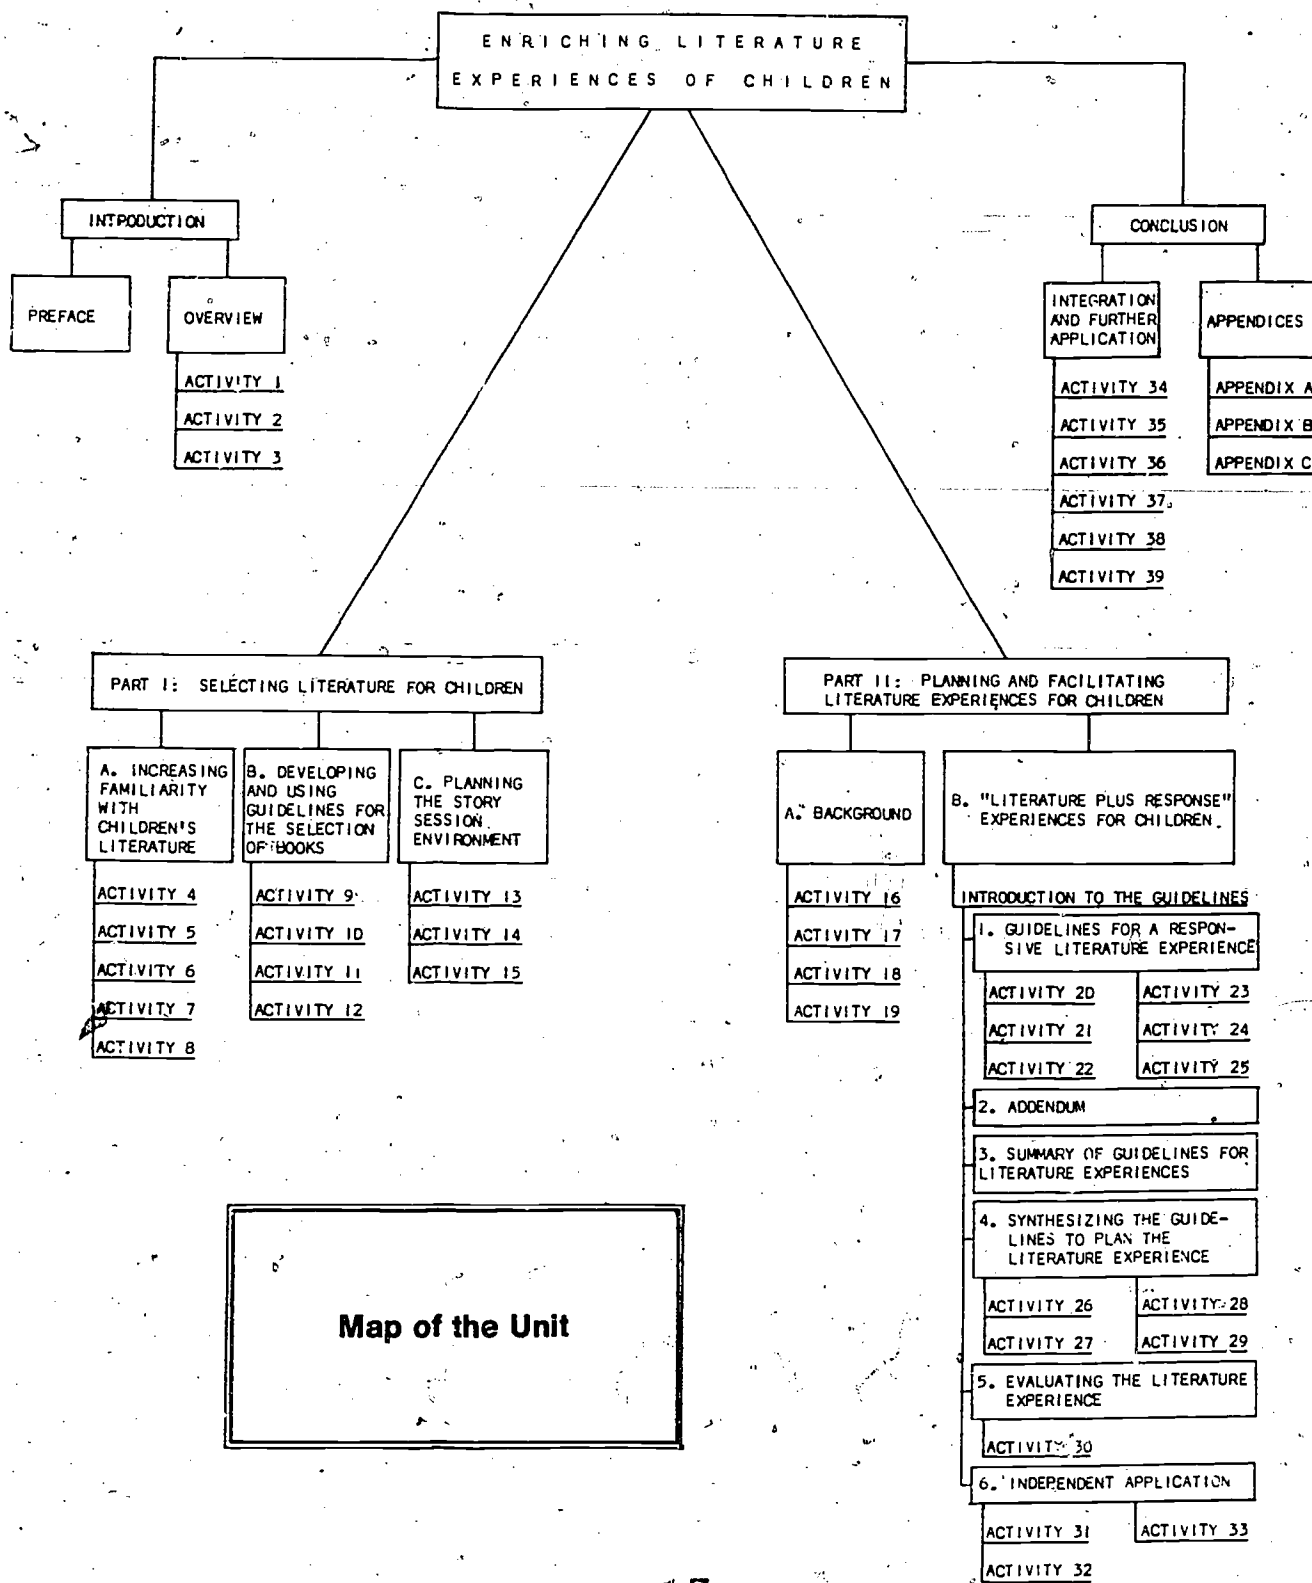 ENRICHING LITERATURE
EXPERIENCES OF CHILDREN
INTRODUCTION
PREFACE
OVERVIEW
ACTIVITY 1
ACTIVITY 2
ACTIVITY 3
CONCLUSION
INTEGRATION
AND FURTHER
APPLICATION
ACTIVITY 34
ACTIVITY 35
ACTIVITY 36
ACTIVITY 37
ACTIVITY 38
ACTIVITY 39
APPENDICES
APPENDIX A
APPENDIX B
APPENDIX C
PART I: SELECTING LITERATURE FOR CHILDREN
A. INCREASING
FAMILIARITY
WITH
CHILDREN'S
LITERATURE
ACTIVITY 4
ACTIVITY 5
ACTIVITY 6
ACTIVITY 7
ACTIVITY 8
B. DEVELOPING
AND USING
GUIDELINES FOR
THE SELECTION
OF BOOKS
ACTIVITY 9
ACTIVITY 10
ACTIVITY 11
ACTIVITY 12
C. PLANNING
THE STORY
SESSION
ENVIRONMENT
ACTIVITY 13
ACTIVITY 14
ACTIVITY 15
PART II: PLANNING AND FACILITATING
LITERATURE EXPERIENCES FOR CHILDREN
A. BACKGROUND
ACTIVITY 16
ACTIVITY 17
ACTIVITY 18
ACTIVITY 19
B. "LITERATURE PLUS RESPONSE"
EXPERIENCES FOR CHILDREN
INTRODUCTION TO THE GUIDELINES
1. GUIDELINES FOR A RESPON-
SIVE LITERATURE EXPERIENCE
ACTIVITY 20
ACTIVITY 21
ACTIVITY 22
ACTIVITY 23
ACTIVITY 24
ACTIVITY 25
2. ADDENDUM
3. SUMMARY OF GUIDELINES FOR
LITERATURE EXPERIENCES
4. SYNTHESIZING THE GUIDE-
LINES TO PLAN THE
LITERATURE EXPERIENCE
ACTIVITY 26
ACTIVITY 27
ACTIVITY 28
ACTIVITY 29
5. EVALUATING THE LITERATURE
EXPERIENCE
ACTIVITY 30
6. INDEPENDENT APPLICATION
ACTIVITY 31
ACTIVITY 32
ACTIVITY 33
Map of the Unit